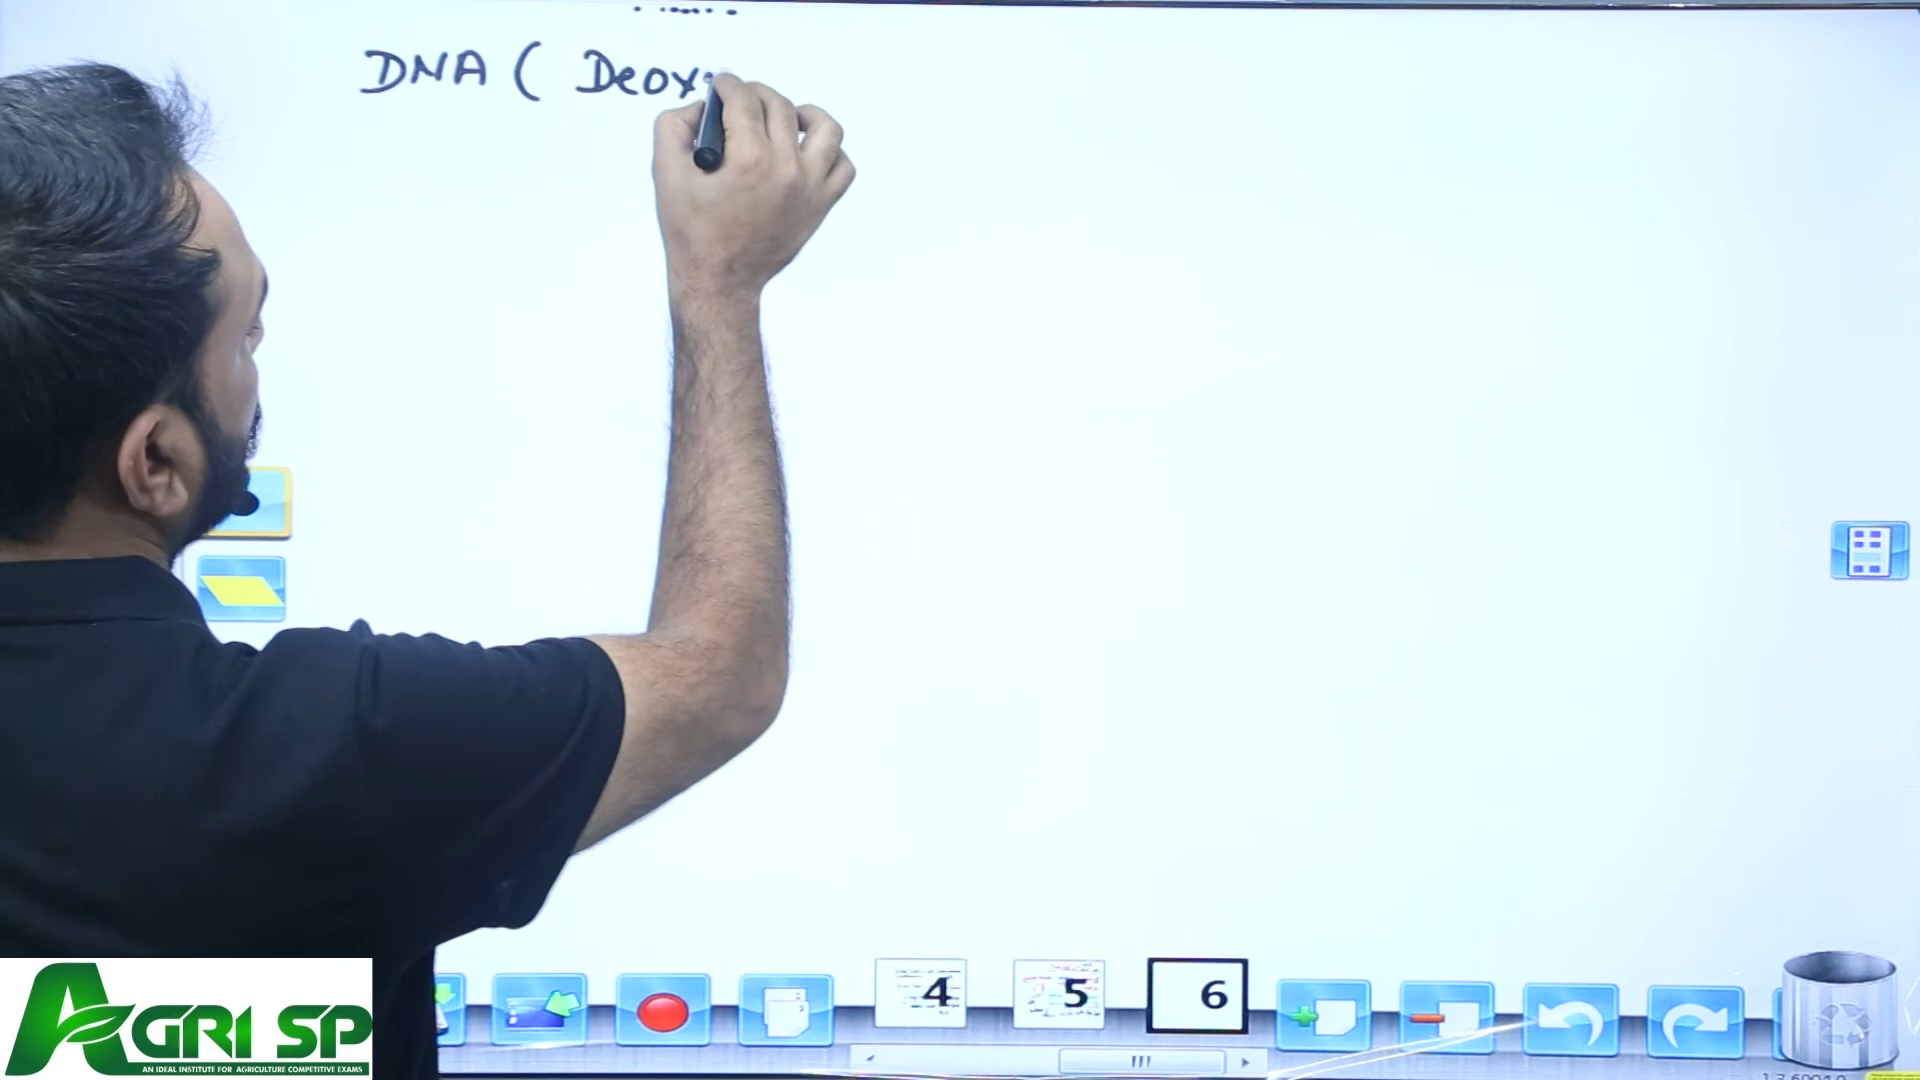 DNA ( Deoxy
4
5
6
AGRI SP
AN IDEAL INSTITUTE FOR AGRICULTURE COMPETITIVE EXAMS